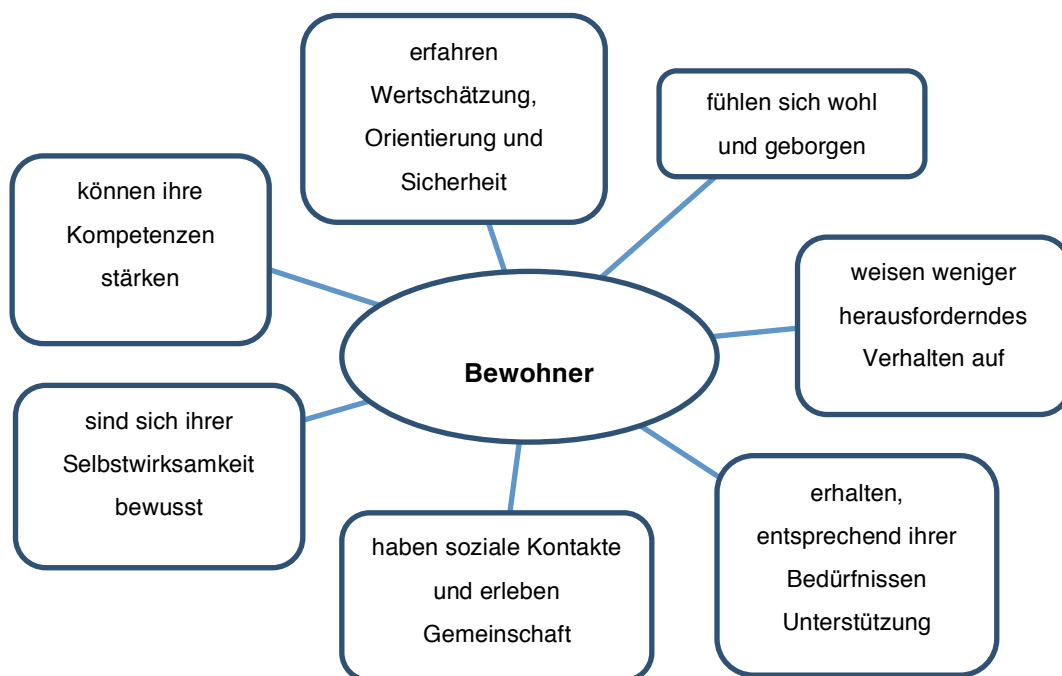 erfahren
Wertschätzung,
Orientierung und
Sicherheit
fühlen sich wohl
und geborgen
können ihre
Kompetenzen
stärken
weisen weniger
herausforderndes
Verhalten auf
Bewohner
sind sich ihrer
Selbstwirksamkeit
bewusst
haben soziale Kontakte
und erleben
Gemeinschaft
erhalten,
entsprechend ihrer
Bedürfnissen
Unterstützung